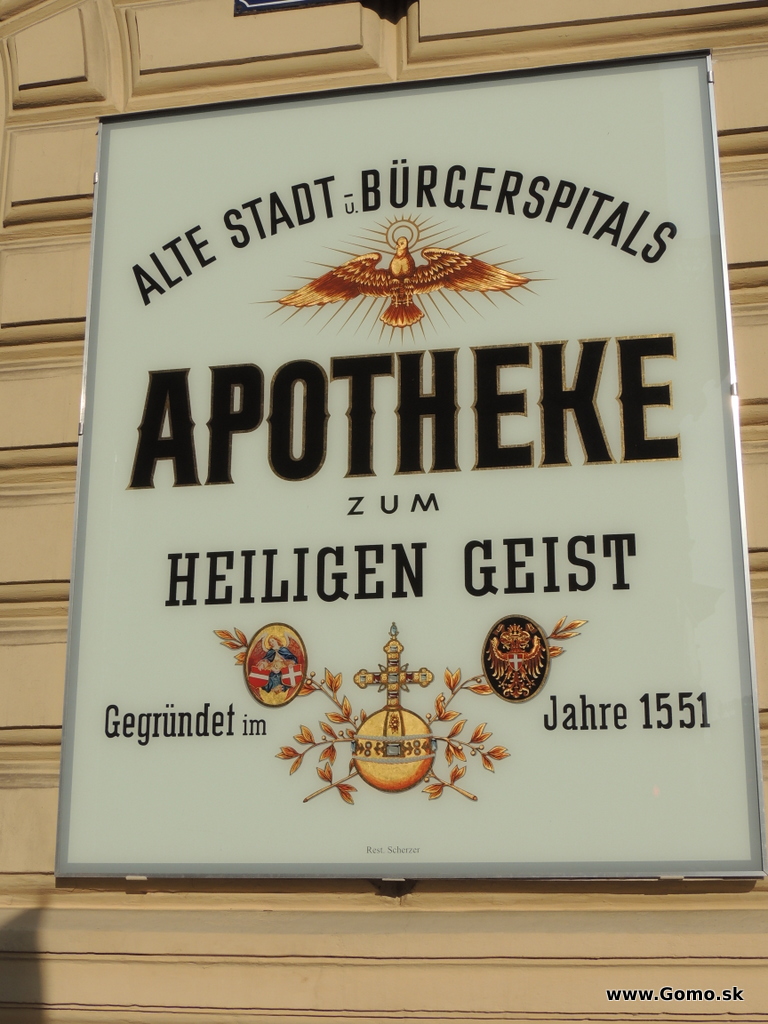 ALTE STADT u. BÜRGERSPITALS
APOTHEKE
ZUM
HEILIGEN GEIST
Gegründet im Jahre 1551
Rest. Scherzer
www.Gomo.sk